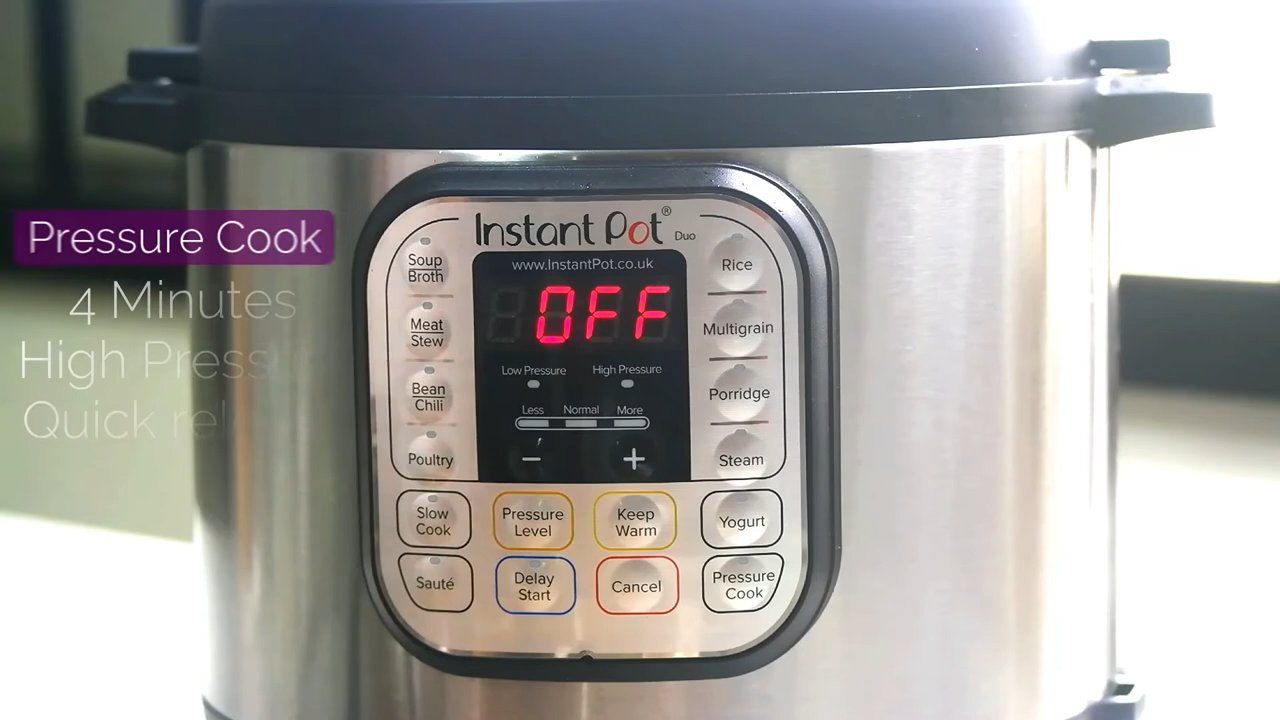 Pressure Cook
4 Minutes
High Press
Quick
Instant Pot® Duo
www.InstantPot.co.uk
OFF
Low Pressure High Pressure
Less Normal More
− +
Soup
Broth
Meat
Stew
Bean
Chili
Poultry
Rice
Multigrain
Porridge
Steam
Slow
Cook
Pressure
Level
Keep
Warm
Yogurt
Sauté
Delay
Start
Cancel
Pressure
Cook